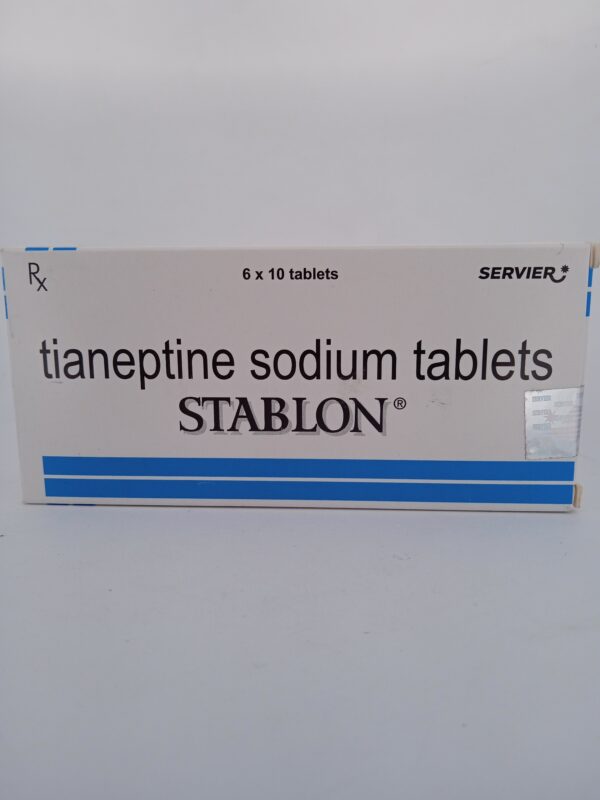 Rx
6 x 10 tablets
SERVIER
tianeptine sodium tablets
STABLON®